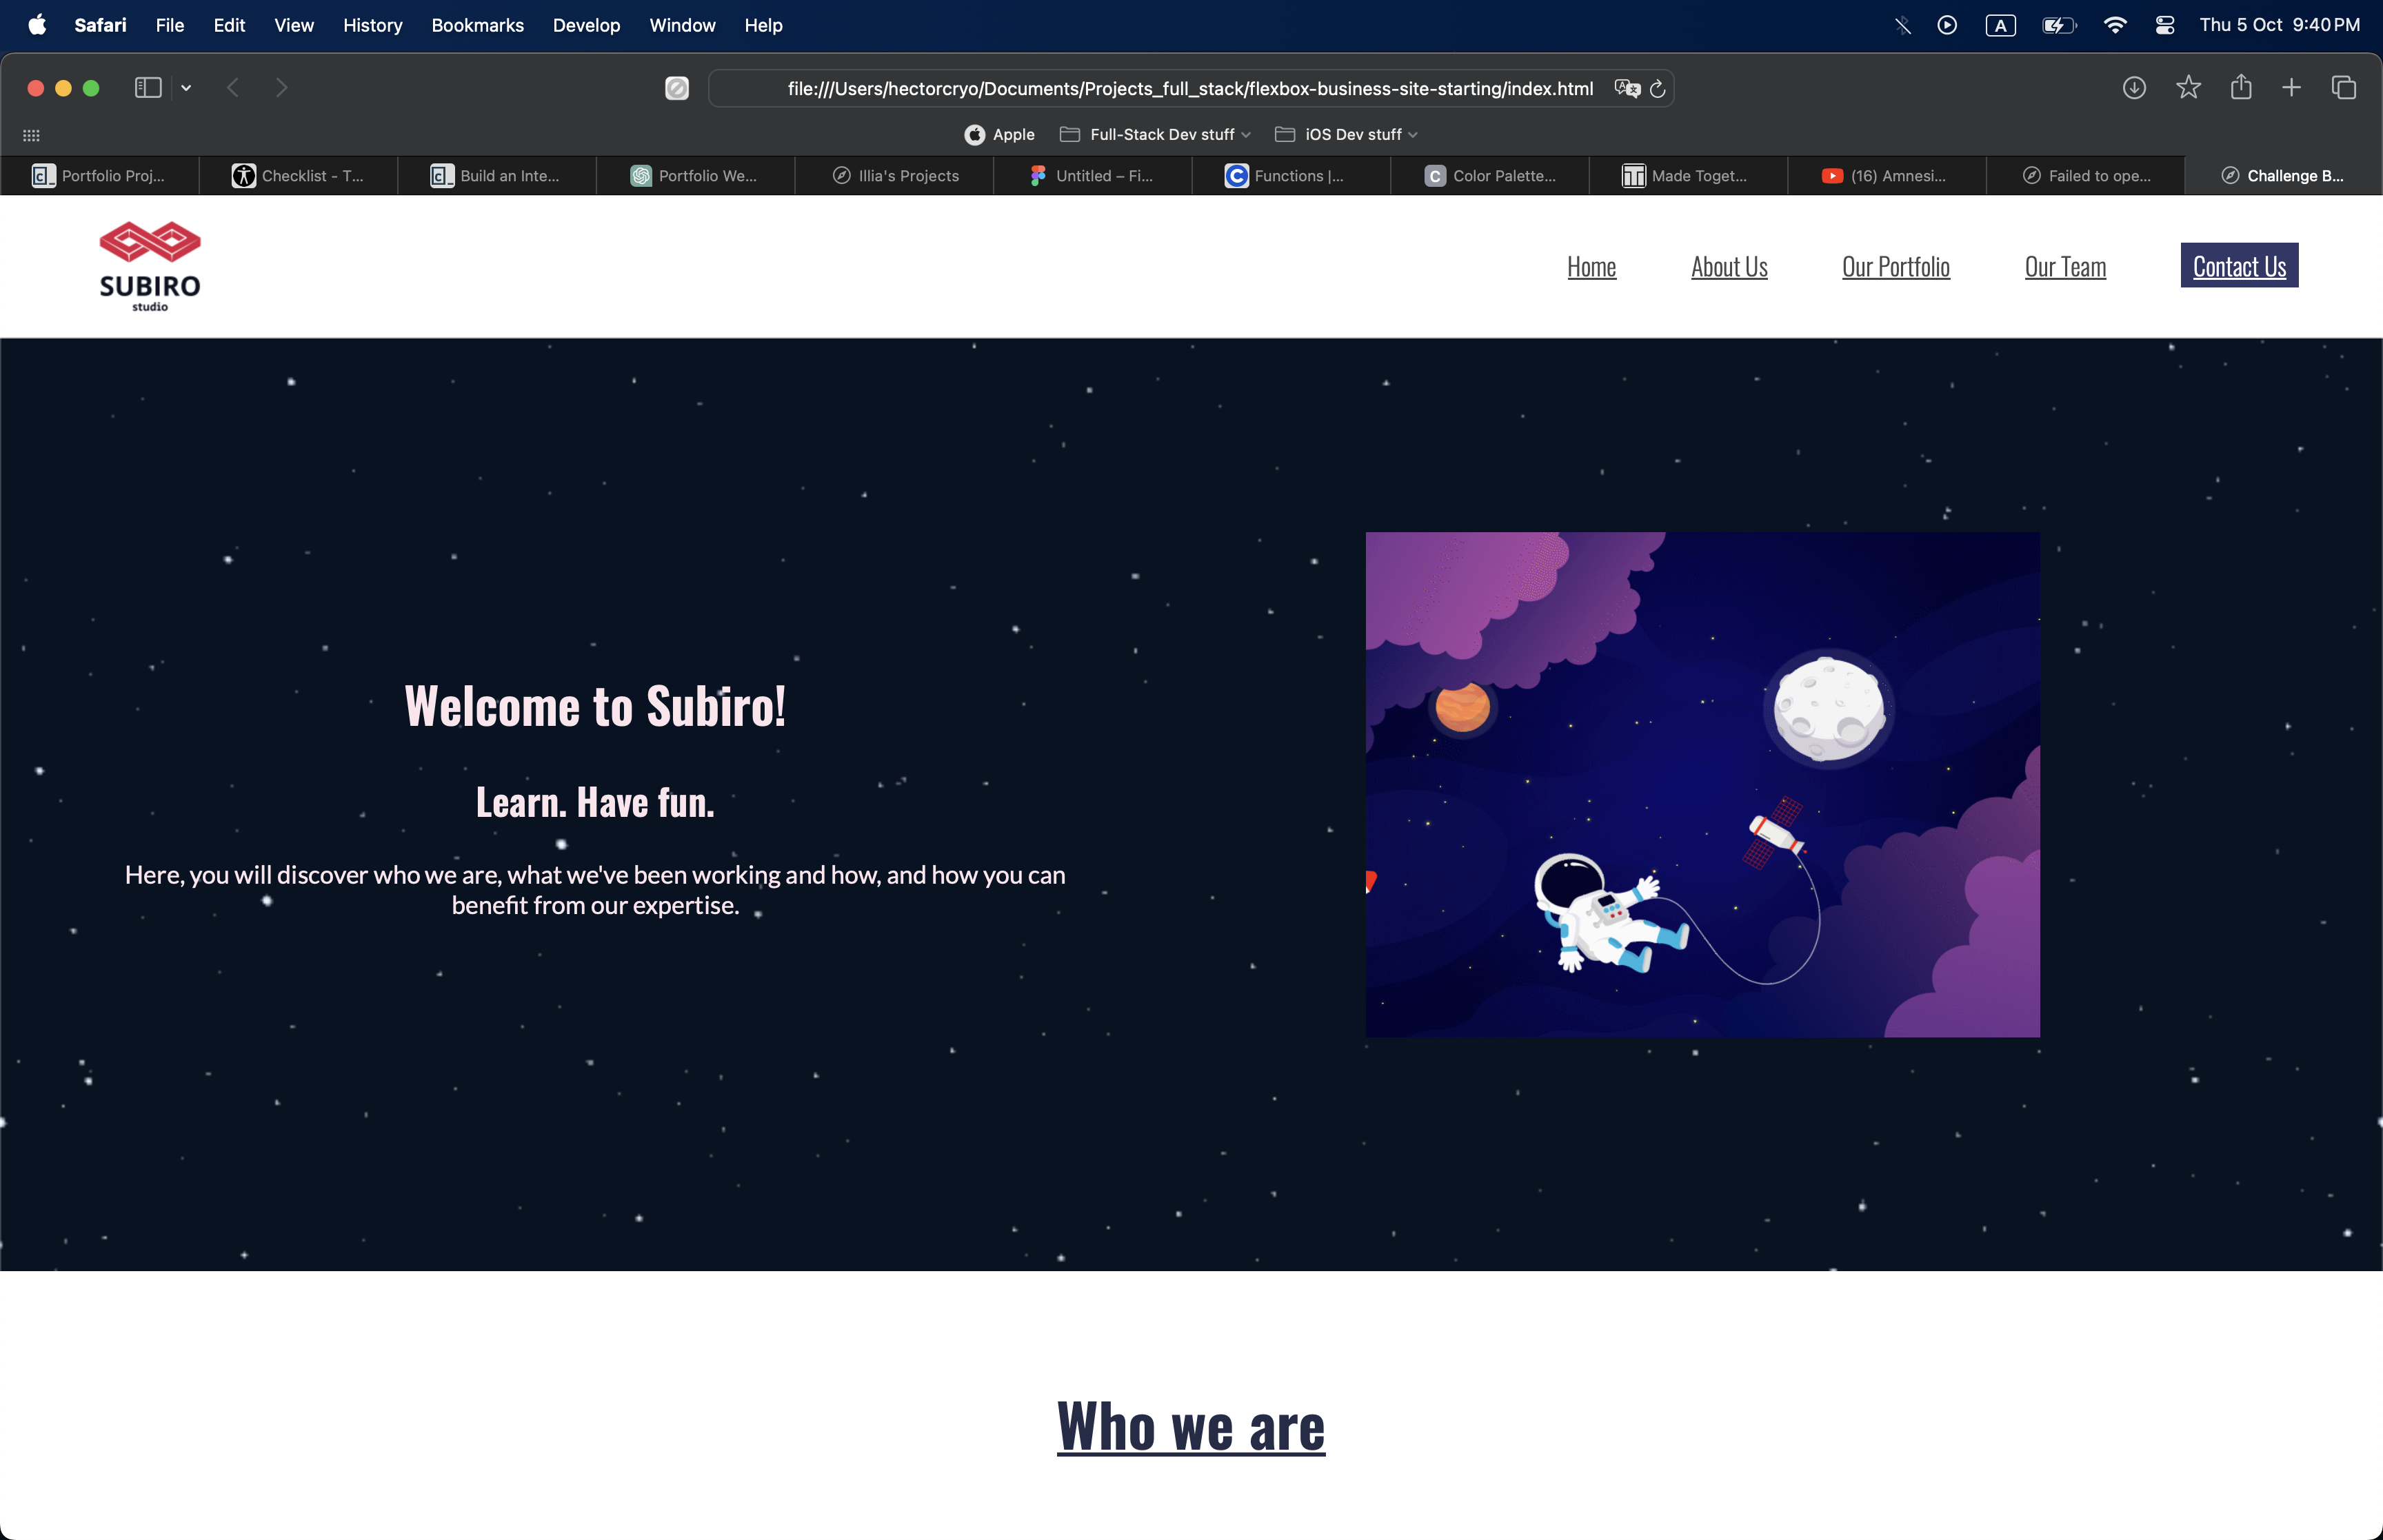 Safari File Edit View History Bookmarks Develop Window Help A Thu 5 Oct 9:40 PM
file:///Users/hectorcryo/Documents/Projects_full_stack/flexbox-business-site-starting/index.html
Apple Full-Stack Dev stuff iOS Dev stuff
Portfolio Proj... Checklist - T... Build an Inte... Portfolio We... Illia's Projects Untitled – Fi... Functions |... Color Palette... Made Toget... (16) Amnesi... Failed to ope... Challenge B...
SUBIRO
studio
Home About Us Our Portfolio Our Team Contact Us
Welcome to Subiro!
Learn. Have fun.
Here, you will discover who we are, what we've been working and how, and how you can
benefit from our expertise.
Who we are